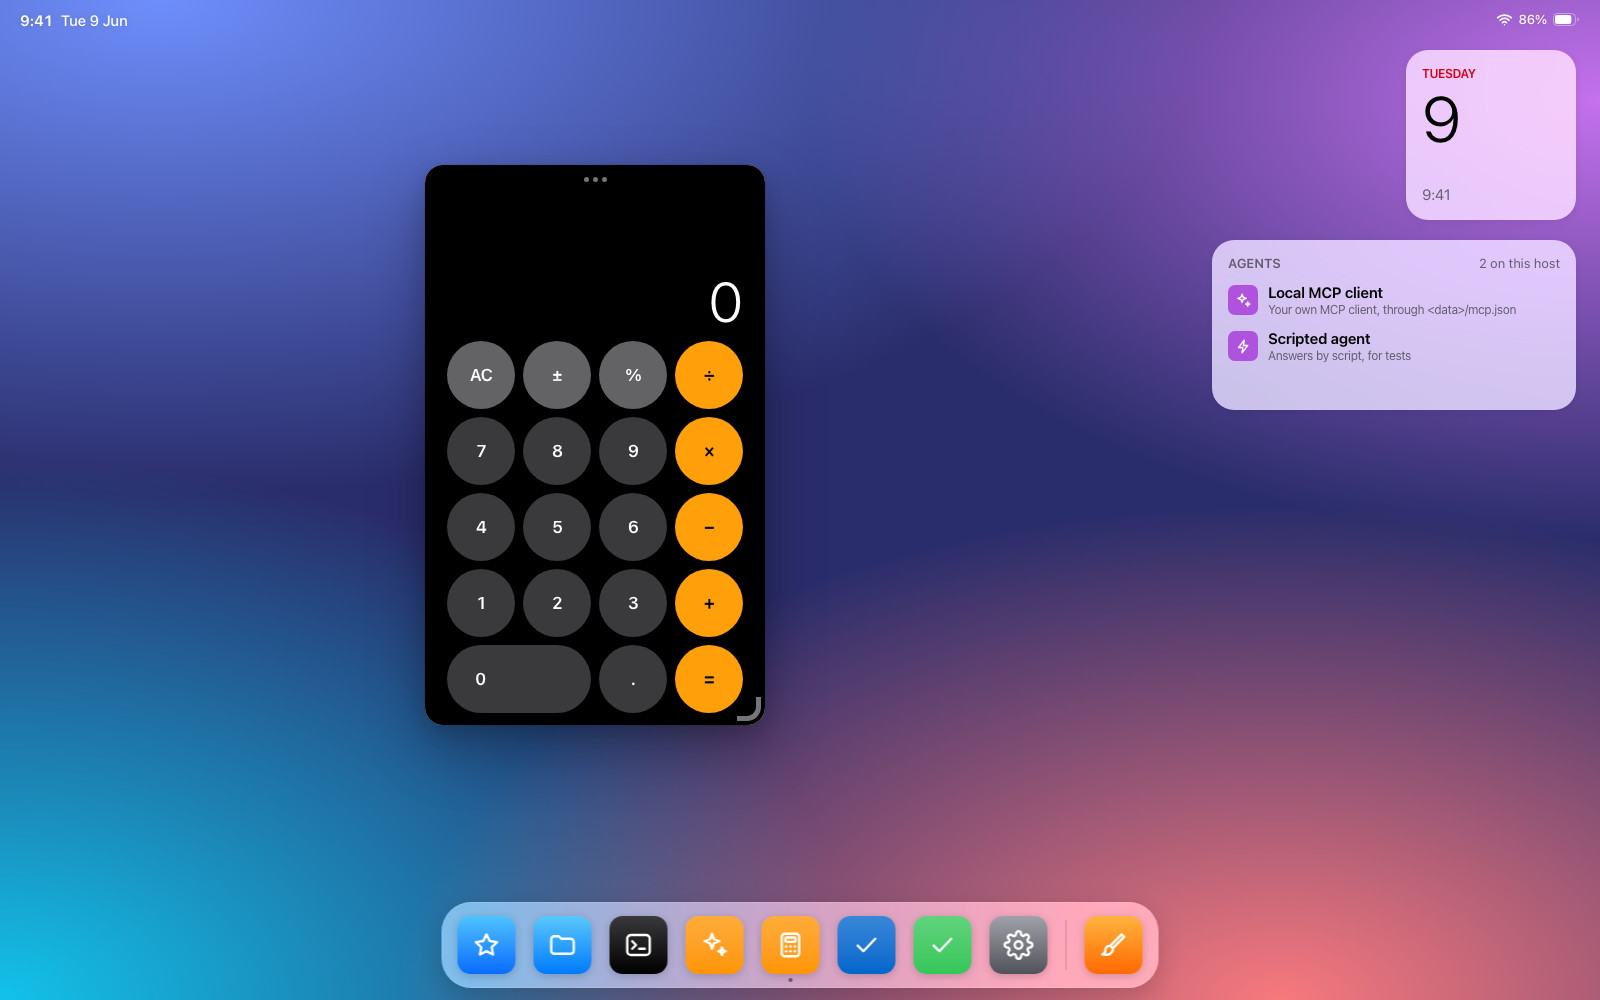 9:41 Tue 9 Jun
86%
TUESDAY
9
9:41
AGENTS
2 on this host
Local MCP client
Your own MCP client, through <data>/mcp.json
Scripted agent
Answers by script, for tests
0
AC ± % ÷
7 8 9 ×
4 5 6 −
1 2 3 +
0 . =